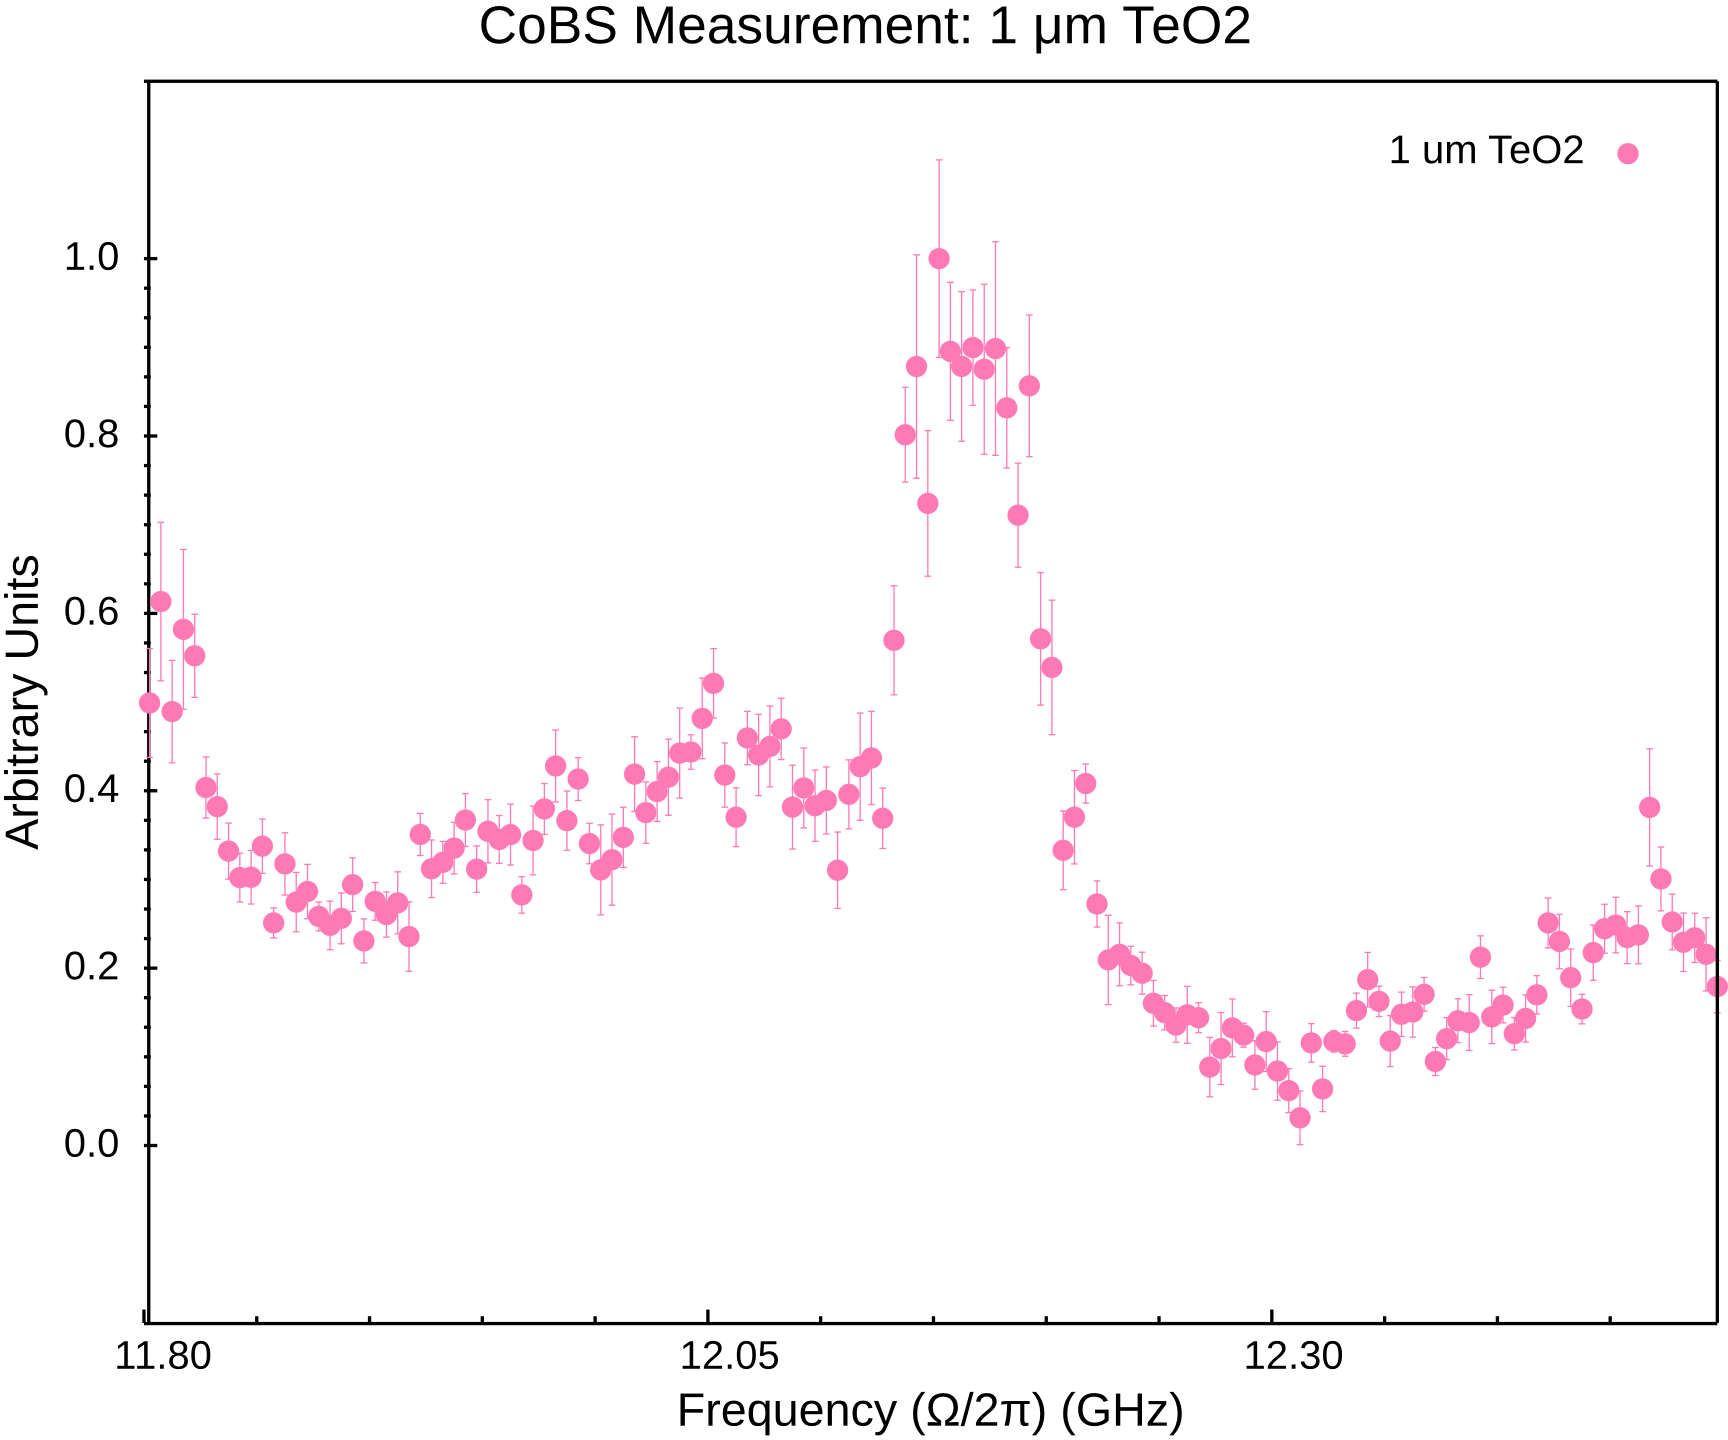 CoBS Measurement: 1 μm TeO2
1 um TeO2
1.0
0.8
0.6
0.4
0.2
0.0
Arbitrary Units
11.80 12.05 12.30
Frequency (Ω/2π) (GHz)